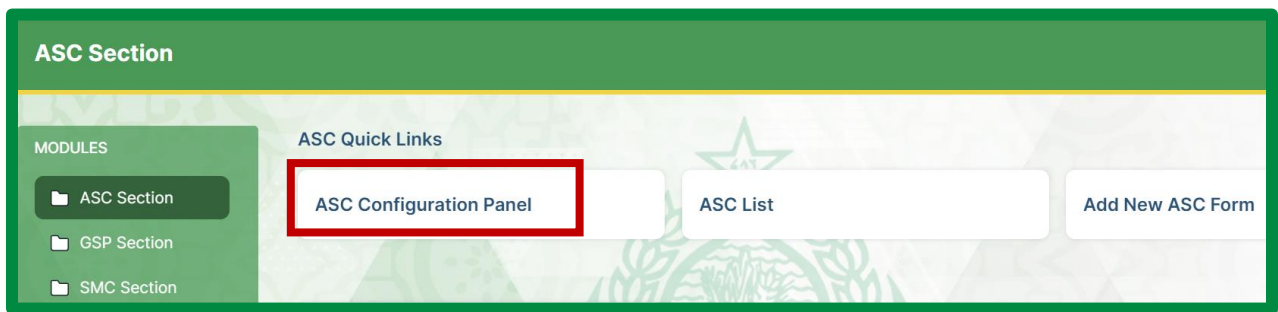 ASC Section
MODULES
ASC Section
GSP Section
SMC Section
ASC Quick Links
ASC Configuration Panel
ASC List
Add New ASC Form